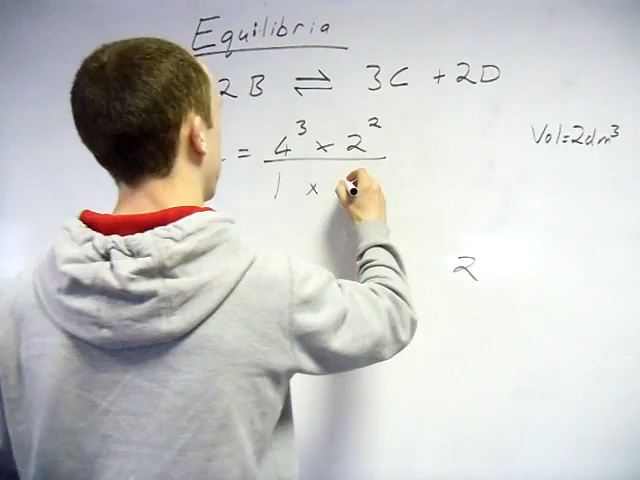 Equilibria
2B ⇌ 3C + 2D
= 4³ x 2²
1 x
Vol=2dm³
2